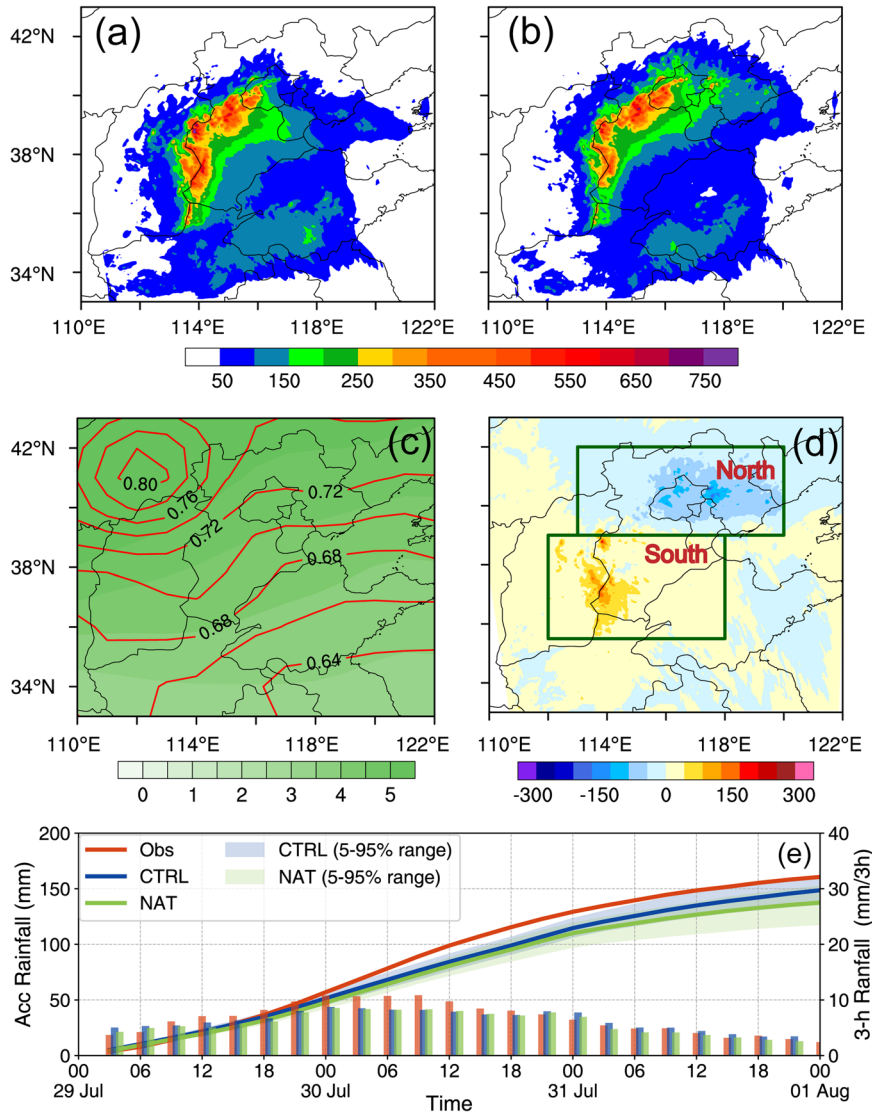 (a) (b)
42°N
38°N
34°N
110°E 114°E 118°E 122°E 110°E 114°E 118°E 122°E
50 150 250 350 450 550 650 750
(c) (d)
42°N
38°N
34°N
0.80
0.76
0.72
0.72
0.68
0.68
0.64
North
South
110°E 114°E 118°E 122°E 110°E 114°E 118°E 122°E
0 1 2 3 4 5 -300 -150 0 150 300
(e)
Obs CTRL (5-95% range)
CTRL NAT (5-95% range)
NAT
200 40
150 30
100 20
50 10
0 0
Acc Rainfall (mm)
3-h Ranfall (mm/3h)
00 06 12 18 00 06 12 18 00 06 12 18 00
29 Jul 30 Jul 31 Jul 01 Aug
Time